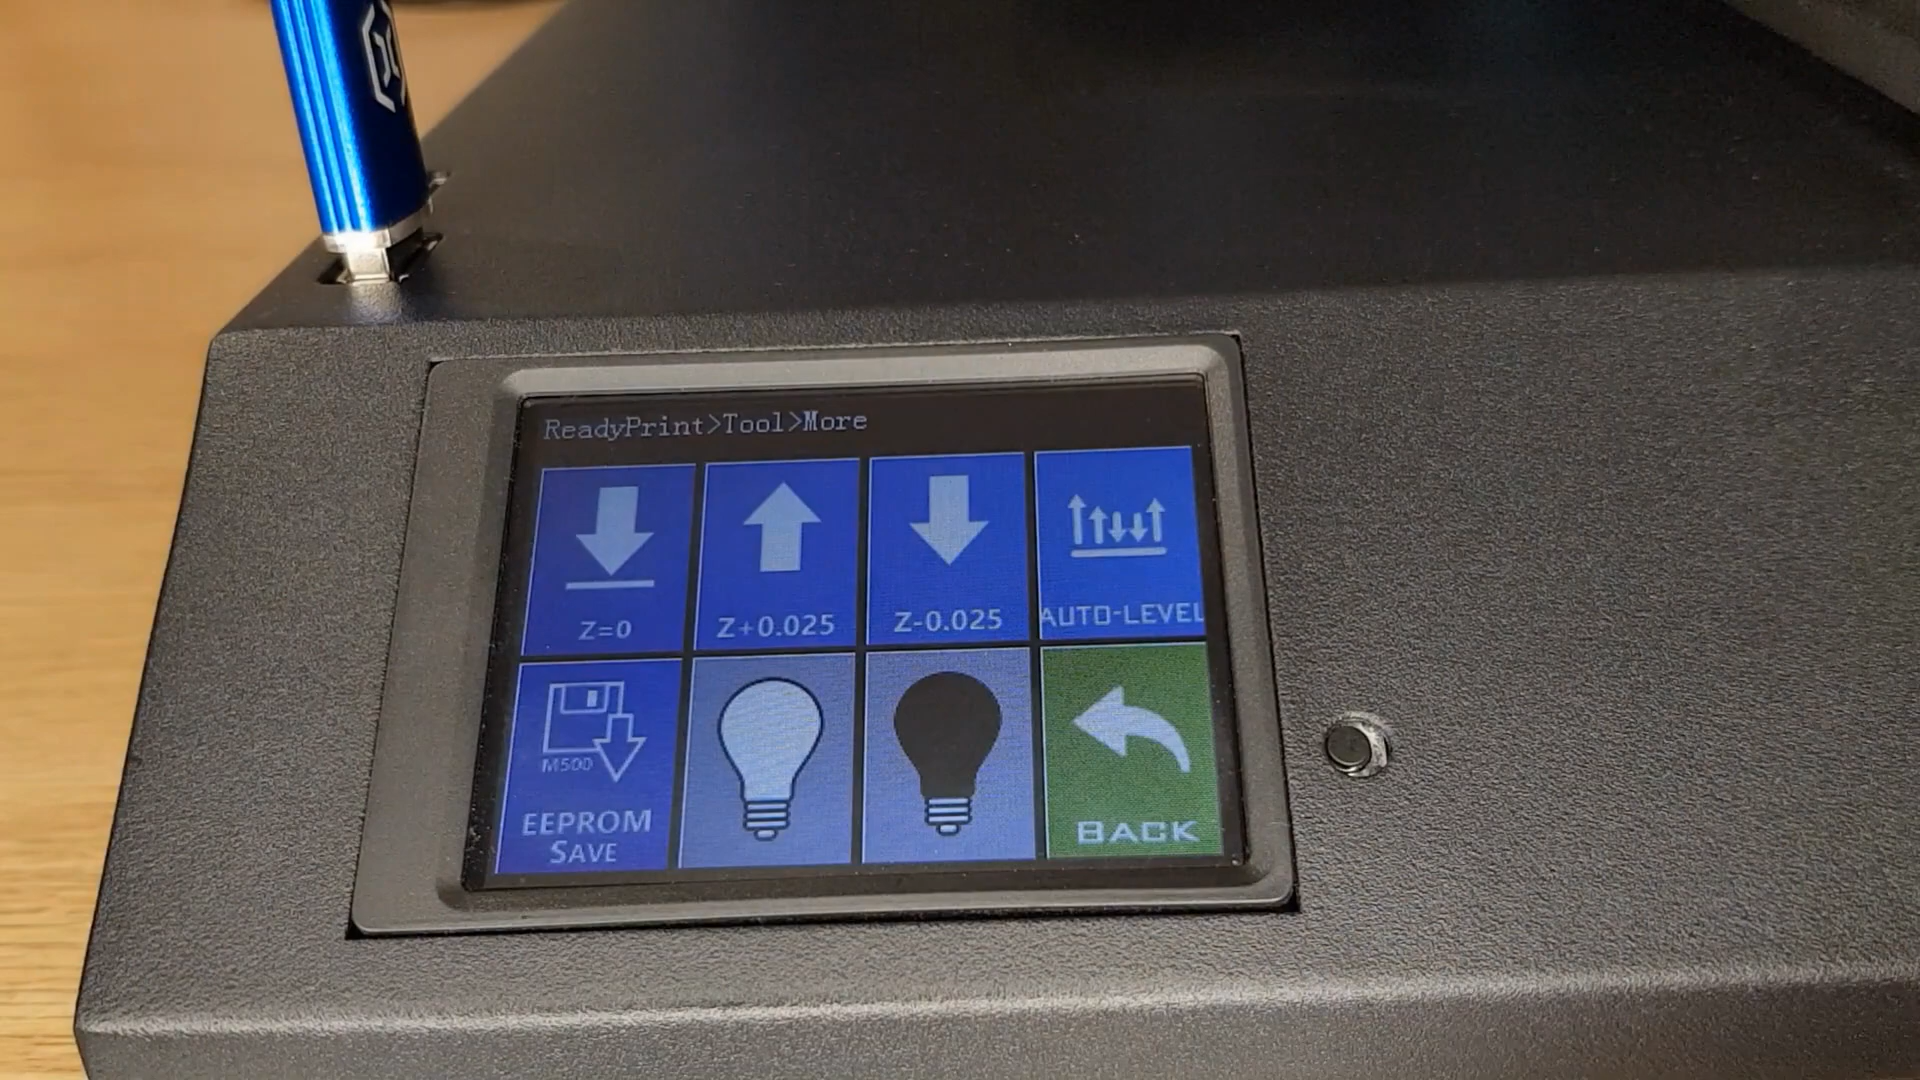 ReadyPrint>Tool>More
Z=0
Z+0.025
Z-0.025
AUTO-LEVEL
M500
EEPROM
SAVE
BACK